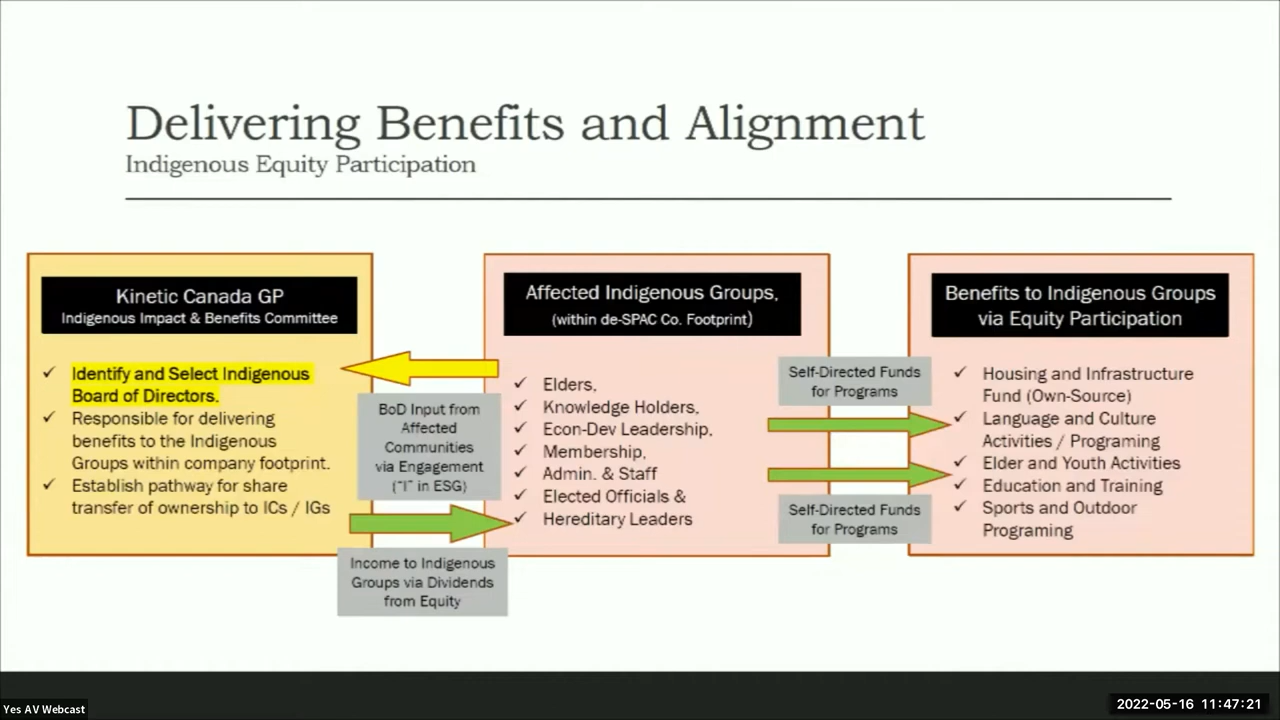 Delivering Benefits and Alignment
Indigenous Equity Participation
Kinetic Canada GP
Indigenous Impact & Benefits Committee
✓ Identify and Select Indigenous
Board of Directors.
✓ Responsible for delivering
benefits to the Indigenous
Groups within company footprint.
✓ Establish pathway for share
transfer of ownership to ICs / IGs
BoD Input from
Affected
Communities
via Engagement
("I" in ESG)
Income to Indigenous
Groups via Dividends
from Equity
Affected Indigenous Groups,
(within de-SPAC Co. Footprint)
✓ Elders,
✓ Knowledge Holders,
✓ Econ-Dev Leadership,
✓ Membership,
✓ Admin. & Staff
✓ Elected Officials &
✓ Hereditary Leaders
Self-Directed Funds
for Programs
Self-Directed Funds
for Programs
Benefits to Indigenous Groups
via Equity Participation
✓ Housing and Infrastructure
Fund (Own-Source)
✓ Language and Culture
Activities / Programing
✓ Elder and Youth Activities
✓ Education and Training
✓ Sports and Outdoor
Programing
Yes AV Webcast
2022-05-16 11:47:21